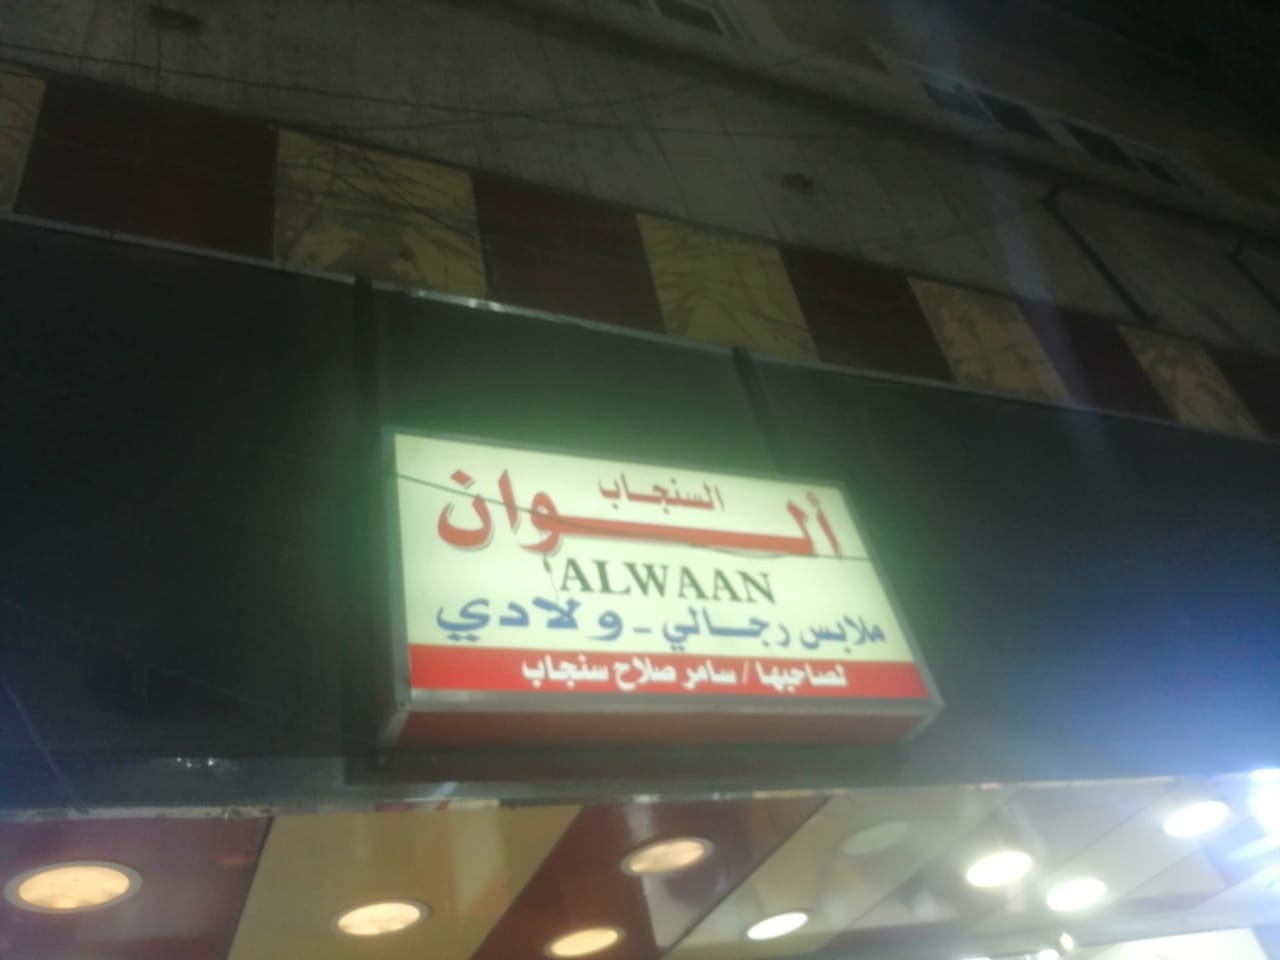 السنجاب
ألوان
ALWAAN
ملابس رجالي - ولادي
لصاحبها / سامر صلاح سنجاب